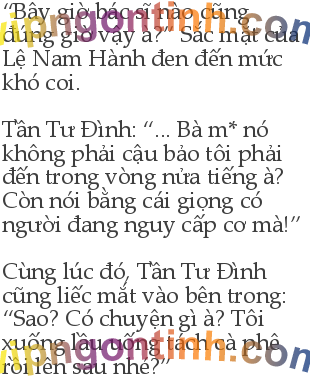 “Bây giờ bác sĩ nào cũng
đúng giờ vậy à?” Sắc mặt của
Lệ Nam Hành đen đến mức
khó coi.
Tần Tư Đình: “... Bà m* nó
không phải cậu bảo tôi phải
đến trong vòng nửa tiếng à?
Còn nói bằng cái giọng có
người đang nguy cấp cơ mà!”
Cùng lúc đó, Tần Tư Đình
cũng liếc mắt vào bên trong:
“Sao? Có chuyện gì à? Tôi
xuống lầu uống tách cà phê
rồi lên sau nhé?”
vipngontinh.com
vipngontinh.com